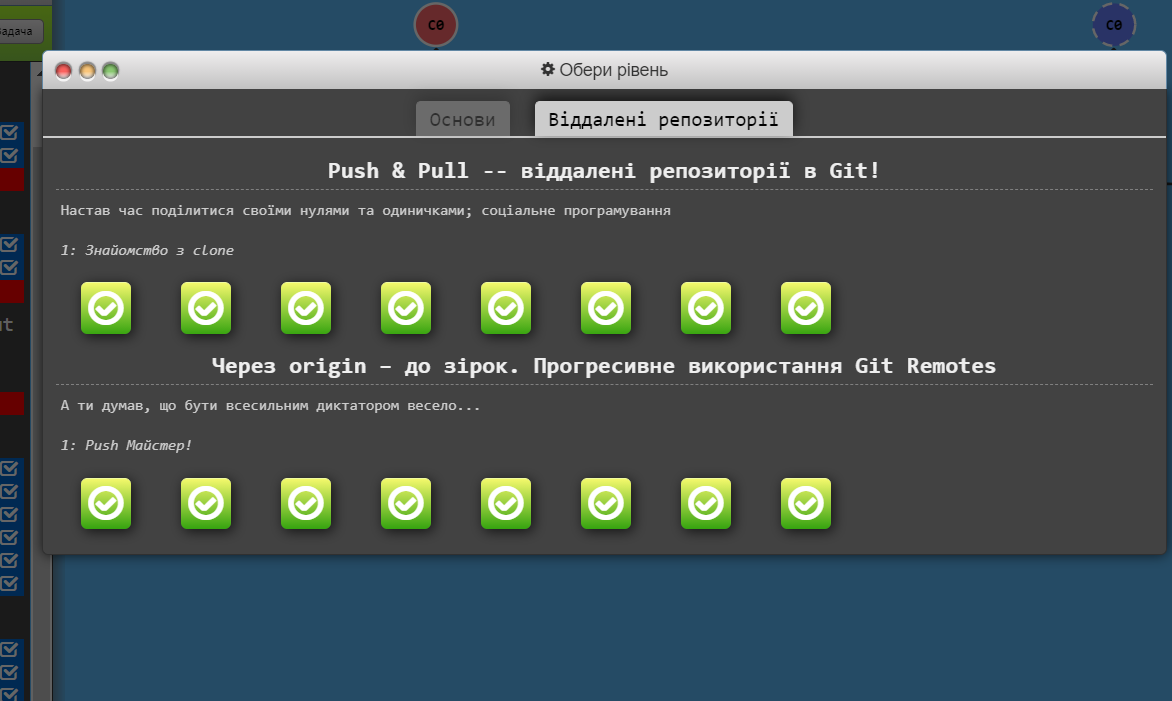 C0
C0
Обери рівень
Основи
Віддалені репозиторії
Push & Pull -- віддалені репозиторії в Git!
Настав час поділитися своїми нулями та одиничками; соціальне програмування
1: Знайомство з clone
Через origin – до зірок. Прогресивне використання Git Remotes
А ти думав, що бути всесильним диктатором весело...
1: Push Майстер!